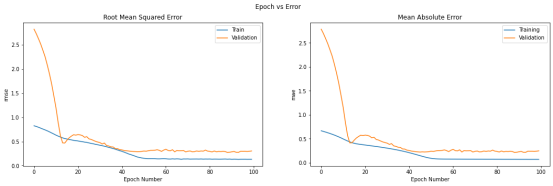 Epoch vs Error
Root Mean Squared Error
Train
Validation
rmse
2.5
2.0
1.5
1.0
0.5
0.0
0 20 40 60 80 100
Epoch Number
Mean Absolute Error
Training
Validation
mae
2.5
2.0
1.5
1.0
0.5
0.0
0 20 40 60 80 100
Epoch Number